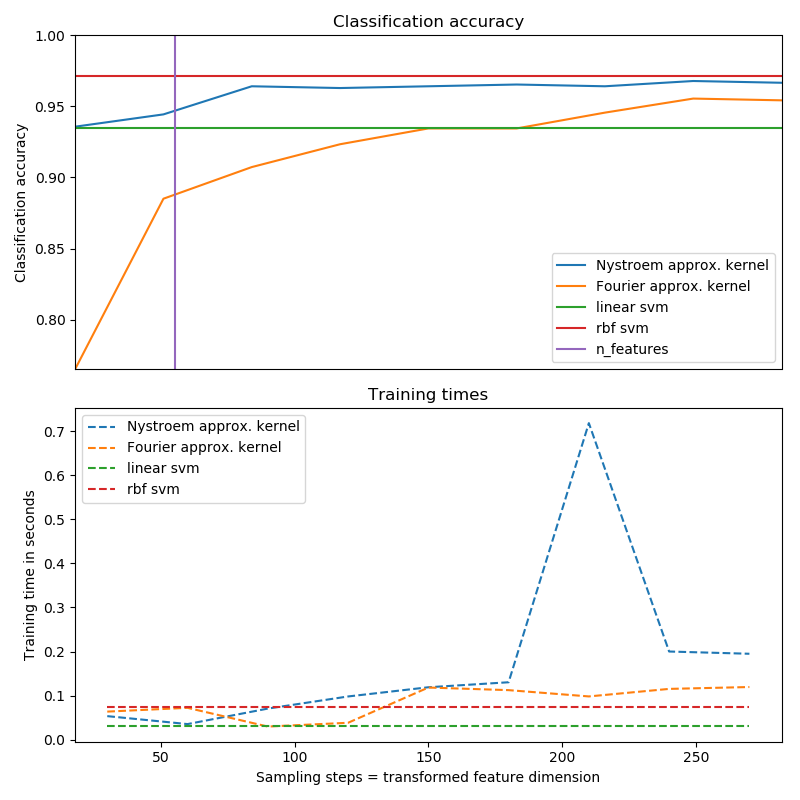 Classification accuracy
1.00
0.95
0.90
0.85
0.80
Classification accuracy
Nystroem approx. kernel
Fourier approx. kernel
linear svm
rbf svm
n_features
Training times
0.7
0.6
0.5
0.4
0.3
0.2
0.1
0.0
Training time in seconds
Nystroem approx. kernel
Fourier approx. kernel
linear svm
rbf svm
50
100
150
200
250
Sampling steps = transformed feature dimension